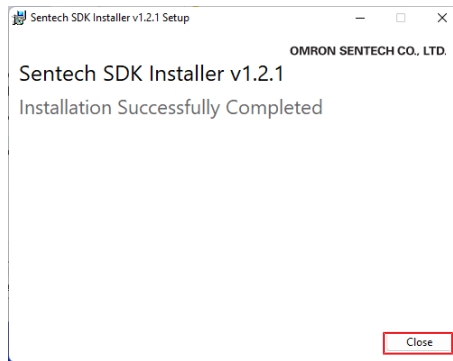 Sentech SDK Installer v1.2.1 Setup
OMRON SENTECH CO., LTD.
Sentech SDK Installer v1.2.1
Installation Successfully Completed
Close